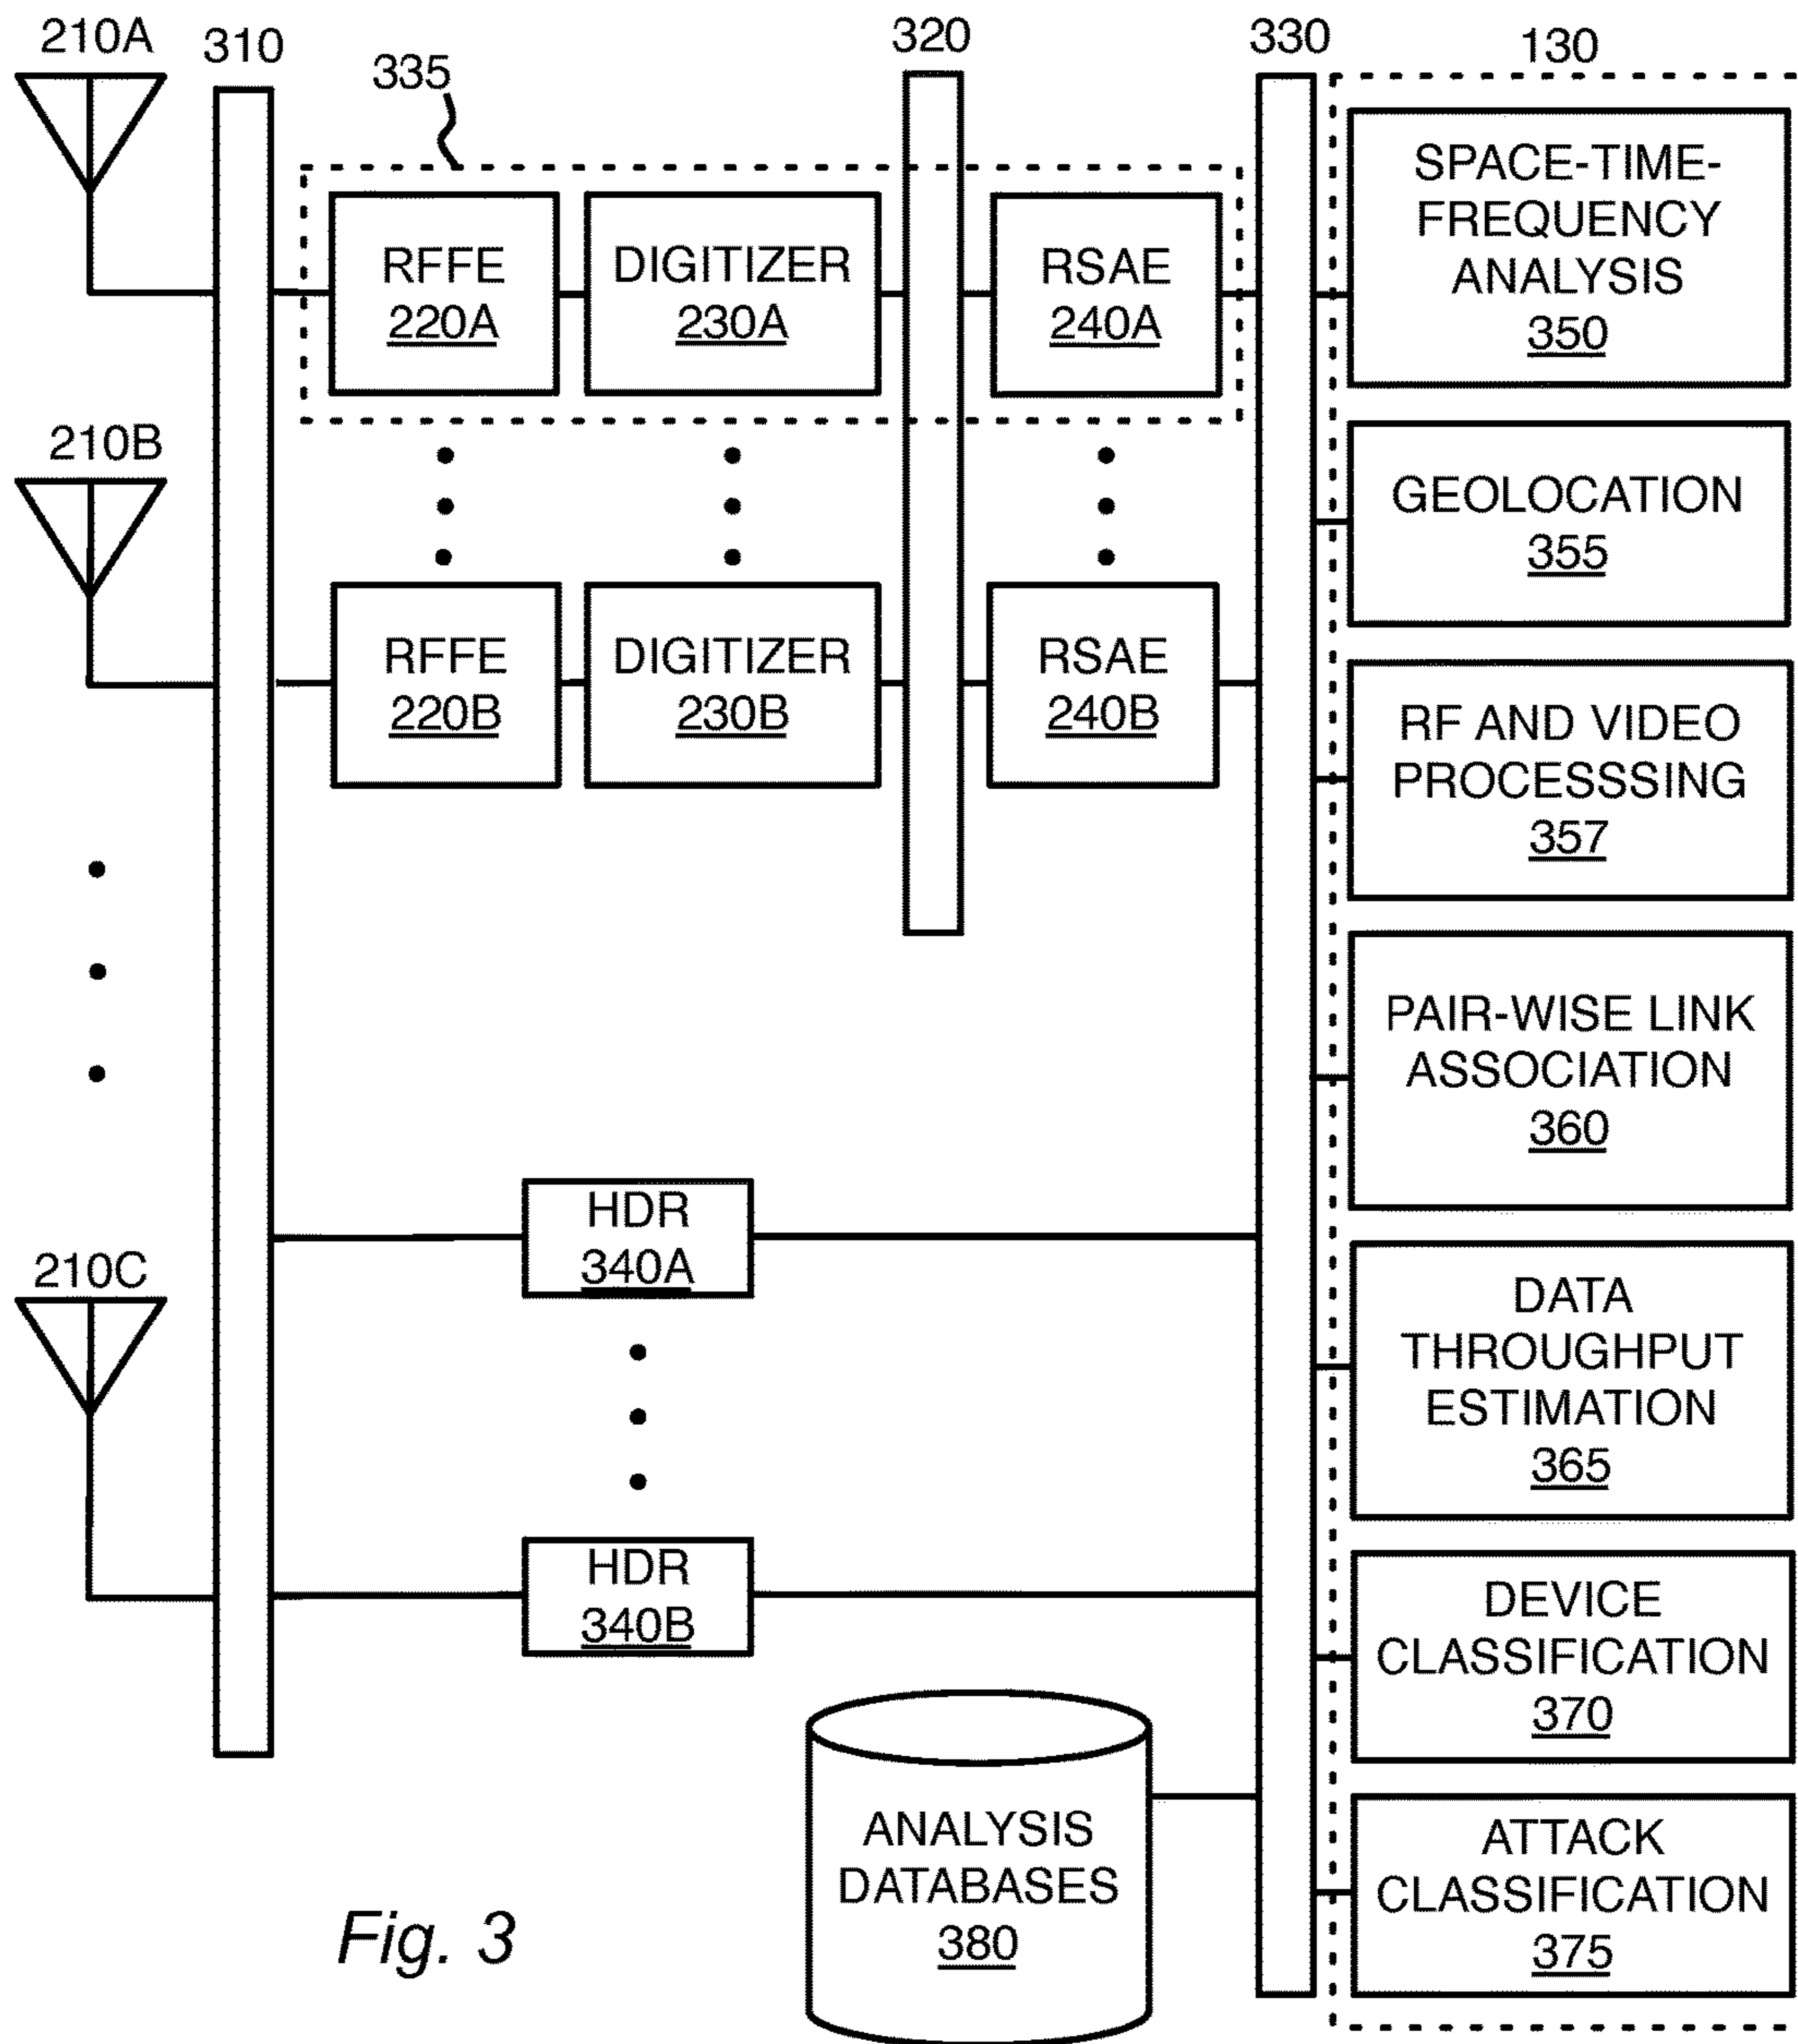 210A
310
335
320
330
130
RFFE
220A
DIGITIZER
230A
RSAE
240A
SPACE-TIME-
FREQUENCY
ANALYSIS
350
210B
GEOLOCATION
355
RFFE
220B
DIGITIZER
230B
RSAE
240B
RF AND VIDEO
PROCESSSING
357
PAIR-WISE LINK
ASSOCIATION
360
HDR
340A
210C
DATA
THROUGHPUT
ESTIMATION
365
HDR
340B
DEVICE
CLASSIFICATION
370
ANALYSIS
DATABASES
380
ATTACK
CLASSIFICATION
375
Fig. 3